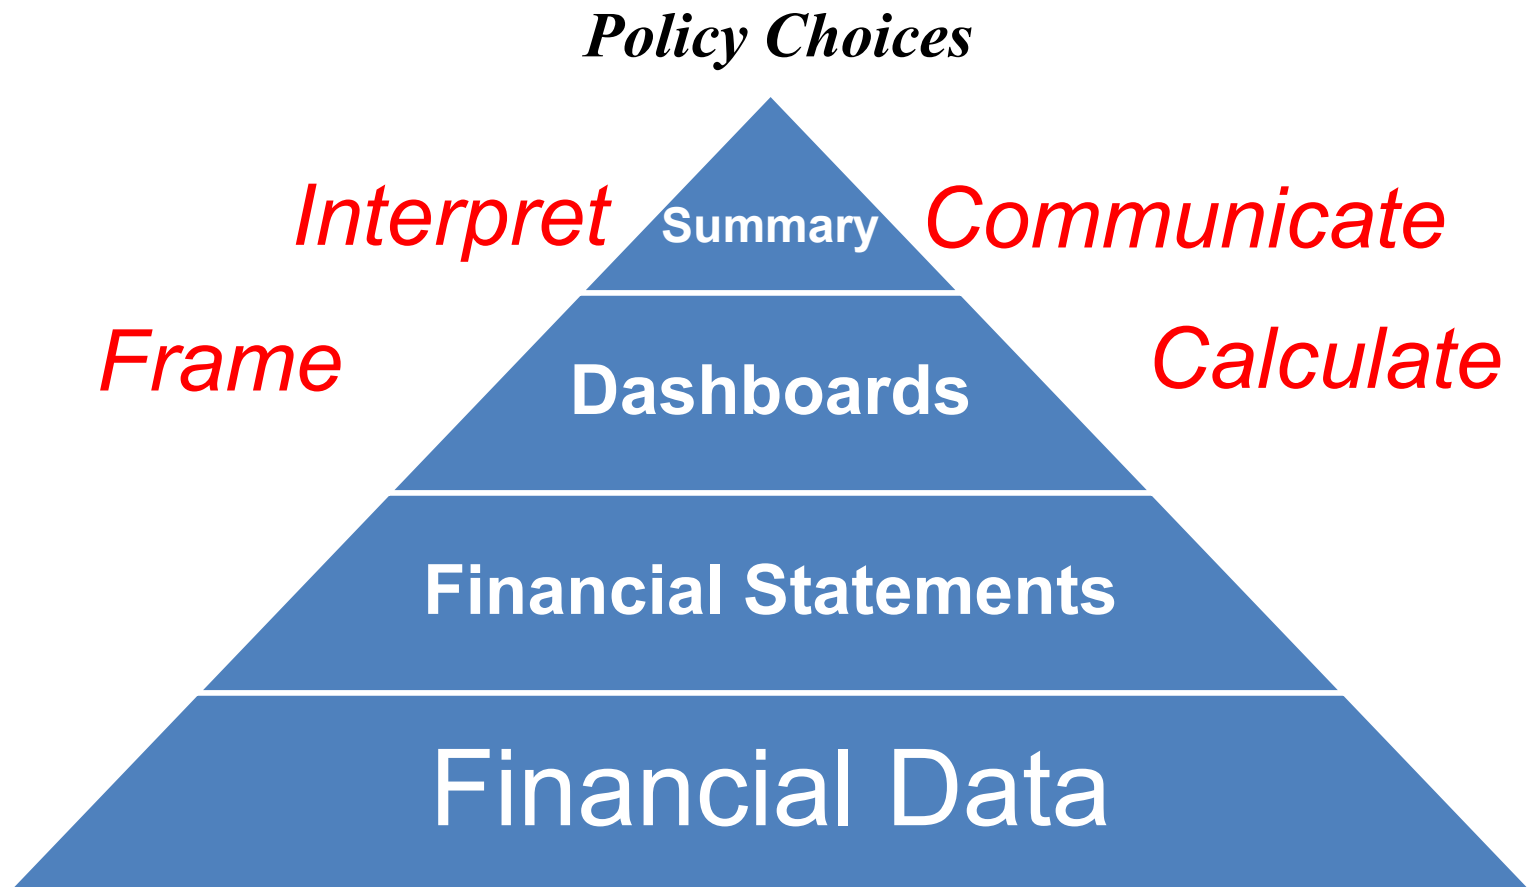 Policy Choices
Interpret
Summary
Communicate
Frame
Calculate
Dashboards
Financial Statements
Financial Data